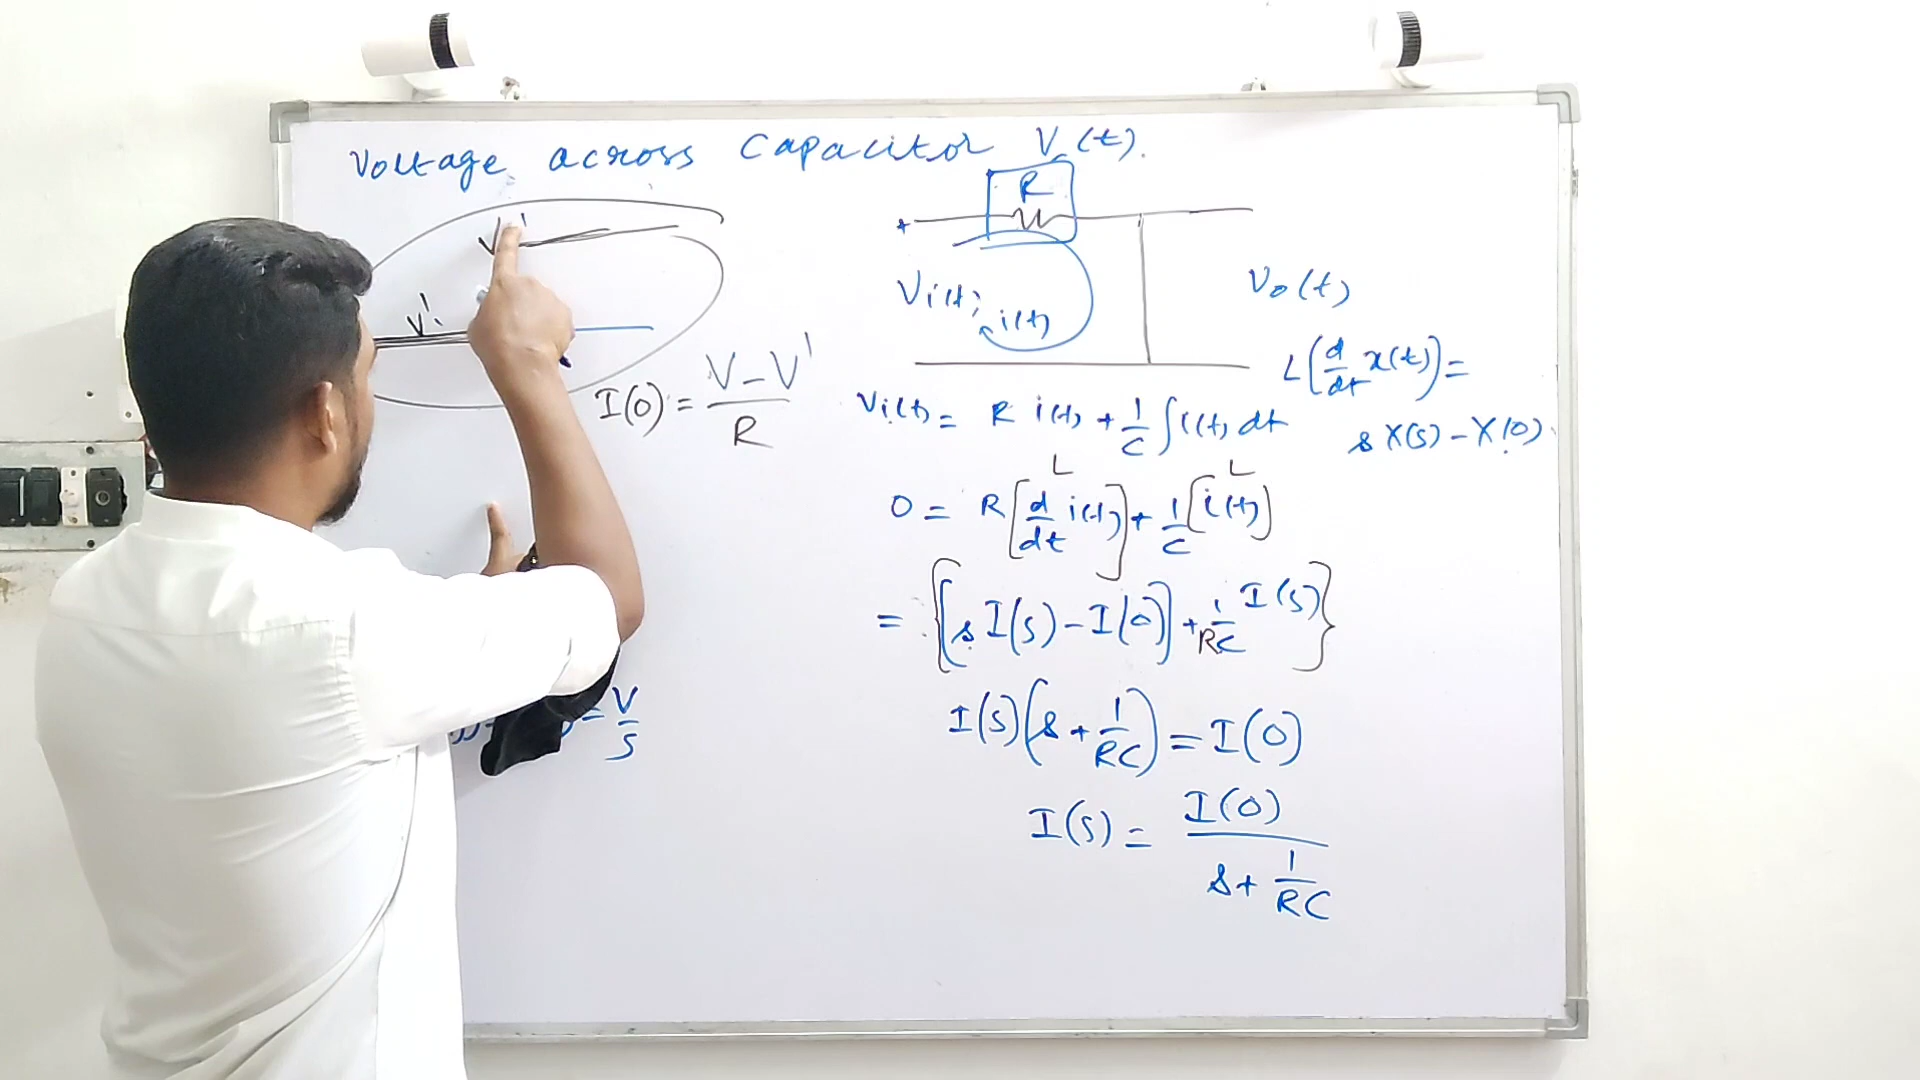 Voltage across Capacitor Vc(t).
V'
V'
I(0) = V - V' / R
= V / S
R
+
Vi(t)
i(t)
Vo(t)
L(d/dt x(t)) =
s X(s) - X(0)
Vi(t) = R i(t) + 1/C ∫i(t) dt
L L
0 = R[d/dt i(t)] + 1/C [i(t)]
= {[s I(s) - I(0)] + 1/RC I(s)}
I(s)(s + 1/RC) = I(0)
I(s) = I(0) / s + 1/RC